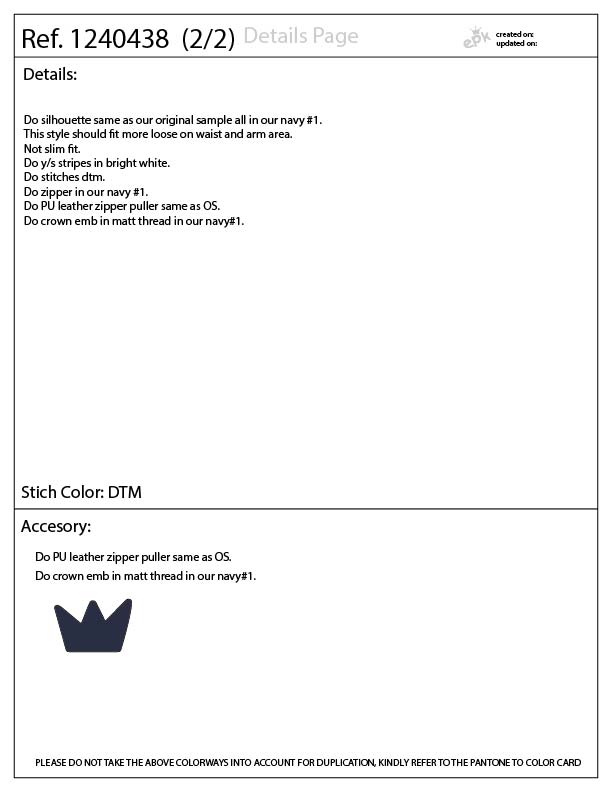 Ref. 1240438 (2/2) Details Page
epk
created on:
updated on:
Details:
Do silhouette same as our original sample all in our navy #1.
This style should fit more loose on waist and arm area.
Not slim fit.
Do y/s stripes in bright white.
Do stitches dtm.
Do zipper in our navy #1.
Do PU leather zipper puller same as OS.
Do crown emb in matt thread in our navy#1.
Stich Color: DTM
Accesory:
Do PU leather zipper puller same as OS.
Do crown emb in matt thread in our navy#1.
PLEASE DO NOT TAKE THE ABOVE COLORWAYS INTO ACCOUNT FOR DUPLICATION, KINDLY REFER TO THE PANTONE TO COLOR CARD